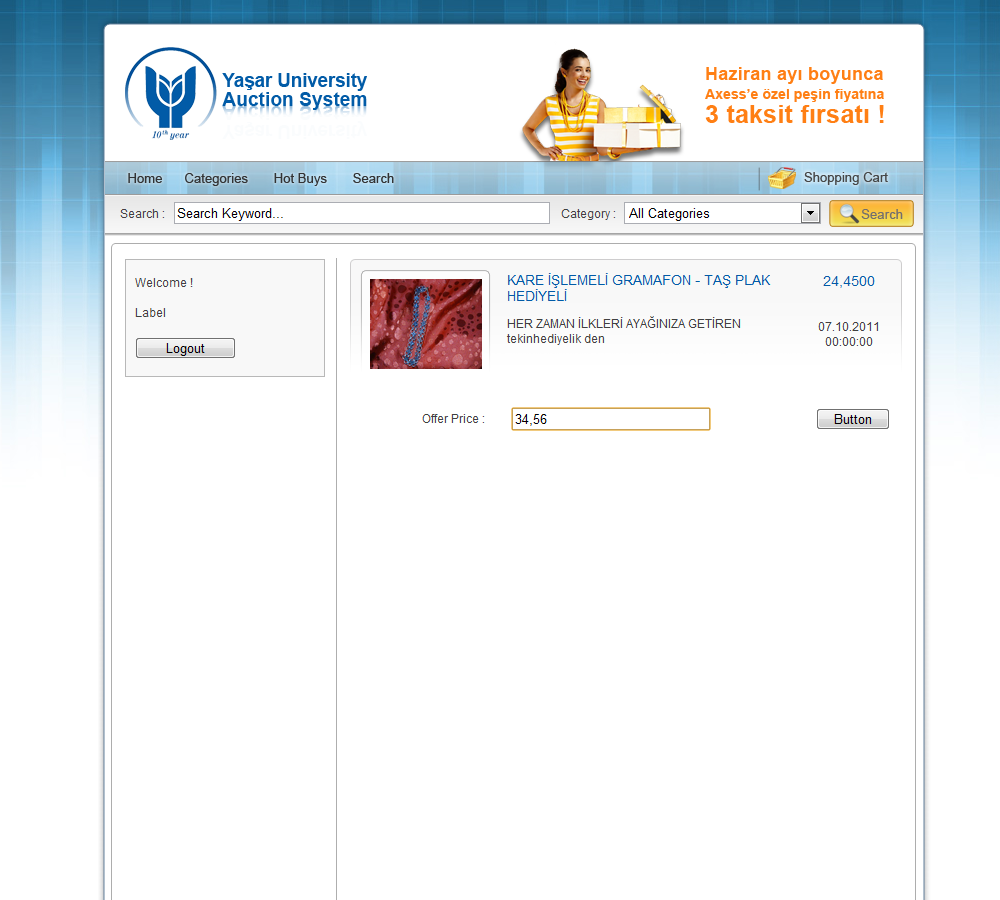 Yaşar University
Auction System
10th year
Haziran ayı boyunca
Axess'e özel peşin fiyatına
3 taksit fırsatı !
Home Categories Hot Buys Search Shopping Cart
Search : Search Keyword... Category : All Categories Search
Welcome !
Label
Logout
KARE İŞLEMELİ GRAMAFON - TAŞ PLAK
HEDİYELİ
24,4500
HER ZAMAN İLKLERİ AYAĞINIZA GETİREN
tekinhediyelik den
07.10.2011
00:00:00
Offer Price : 34,56 Button